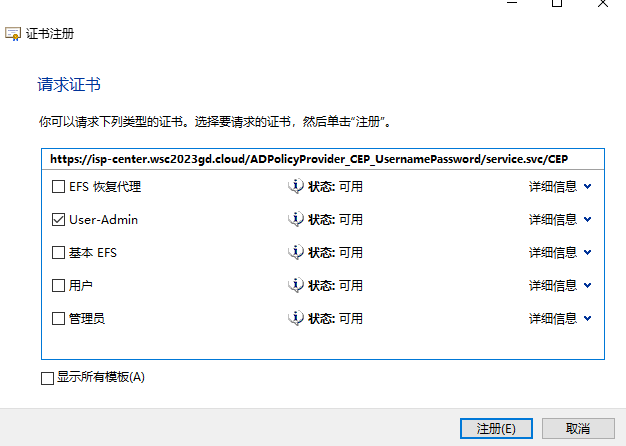 证书注册
请求证书
你可以请求下列类型的证书。选择要请求的证书，然后单击“注册”。
https://isp-center.wsc2023gd.cloud/ADPolicyProvider_CEP_UsernamePassword/service.svc/CEP
EFS 恢复代理 状态: 可用 详细信息
User-Admin 状态: 可用 详细信息
基本 EFS 状态: 可用 详细信息
用户 状态: 可用 详细信息
管理员 状态: 可用 详细信息
显示所有模板(A)
注册(E) 取消